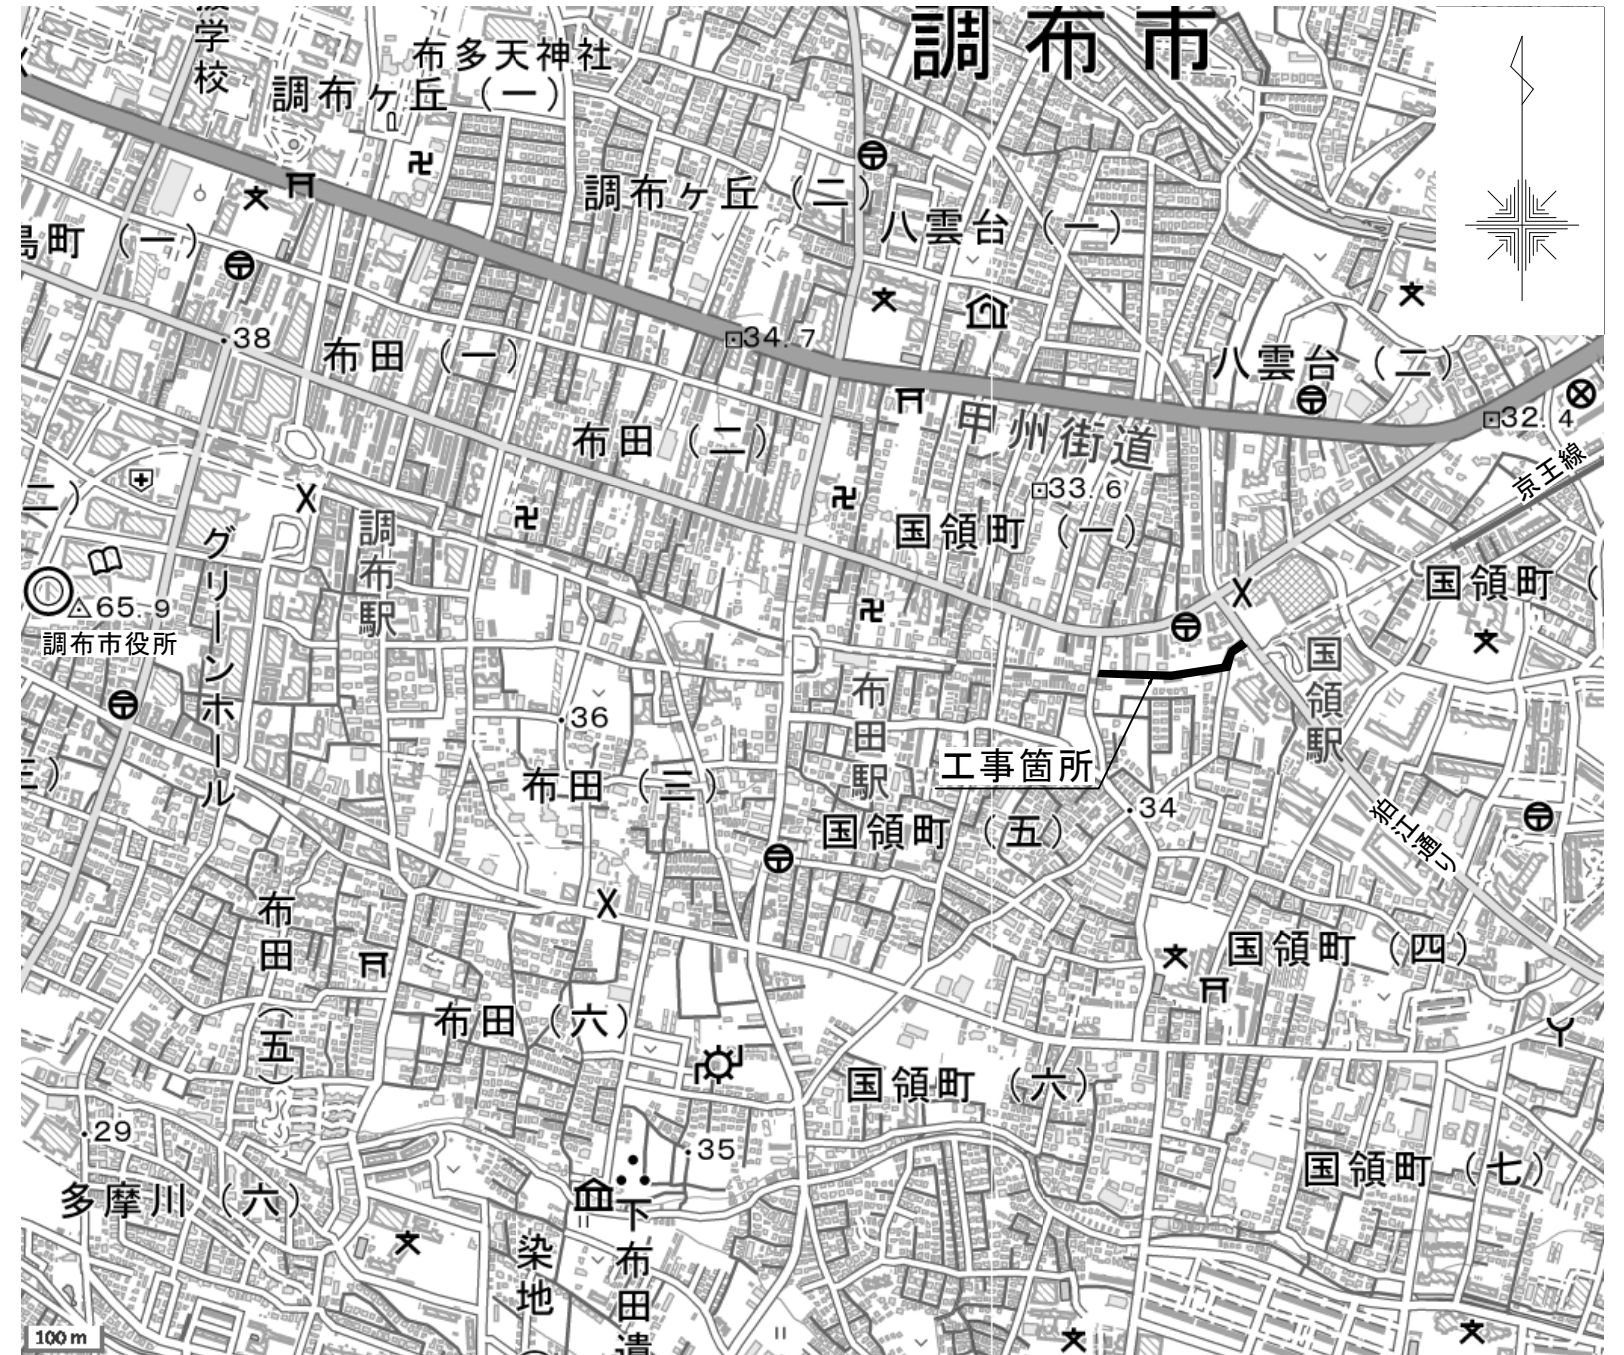 学校
布多天神社
調布市
調布ヶ丘（一）
調布ヶ丘（二）
八雲台（一）
島町（一）
38
布田（一）
34.7
八雲台（二）
32.4
甲州街道
布田（二）
33.6
京王線
二）
国領町（一）
グリーンホール
調布駅
国領町（
65.9
調布市役所
国領駅
布田駅
36
工事箇所
三）
布田（三）
34
国領町（五）
狛江通り
布田（五）
国領町（四）
布田（六）
国領町（六）
29
35
国領町（七）
多摩川（六）
染地（
下布田遺
100 m